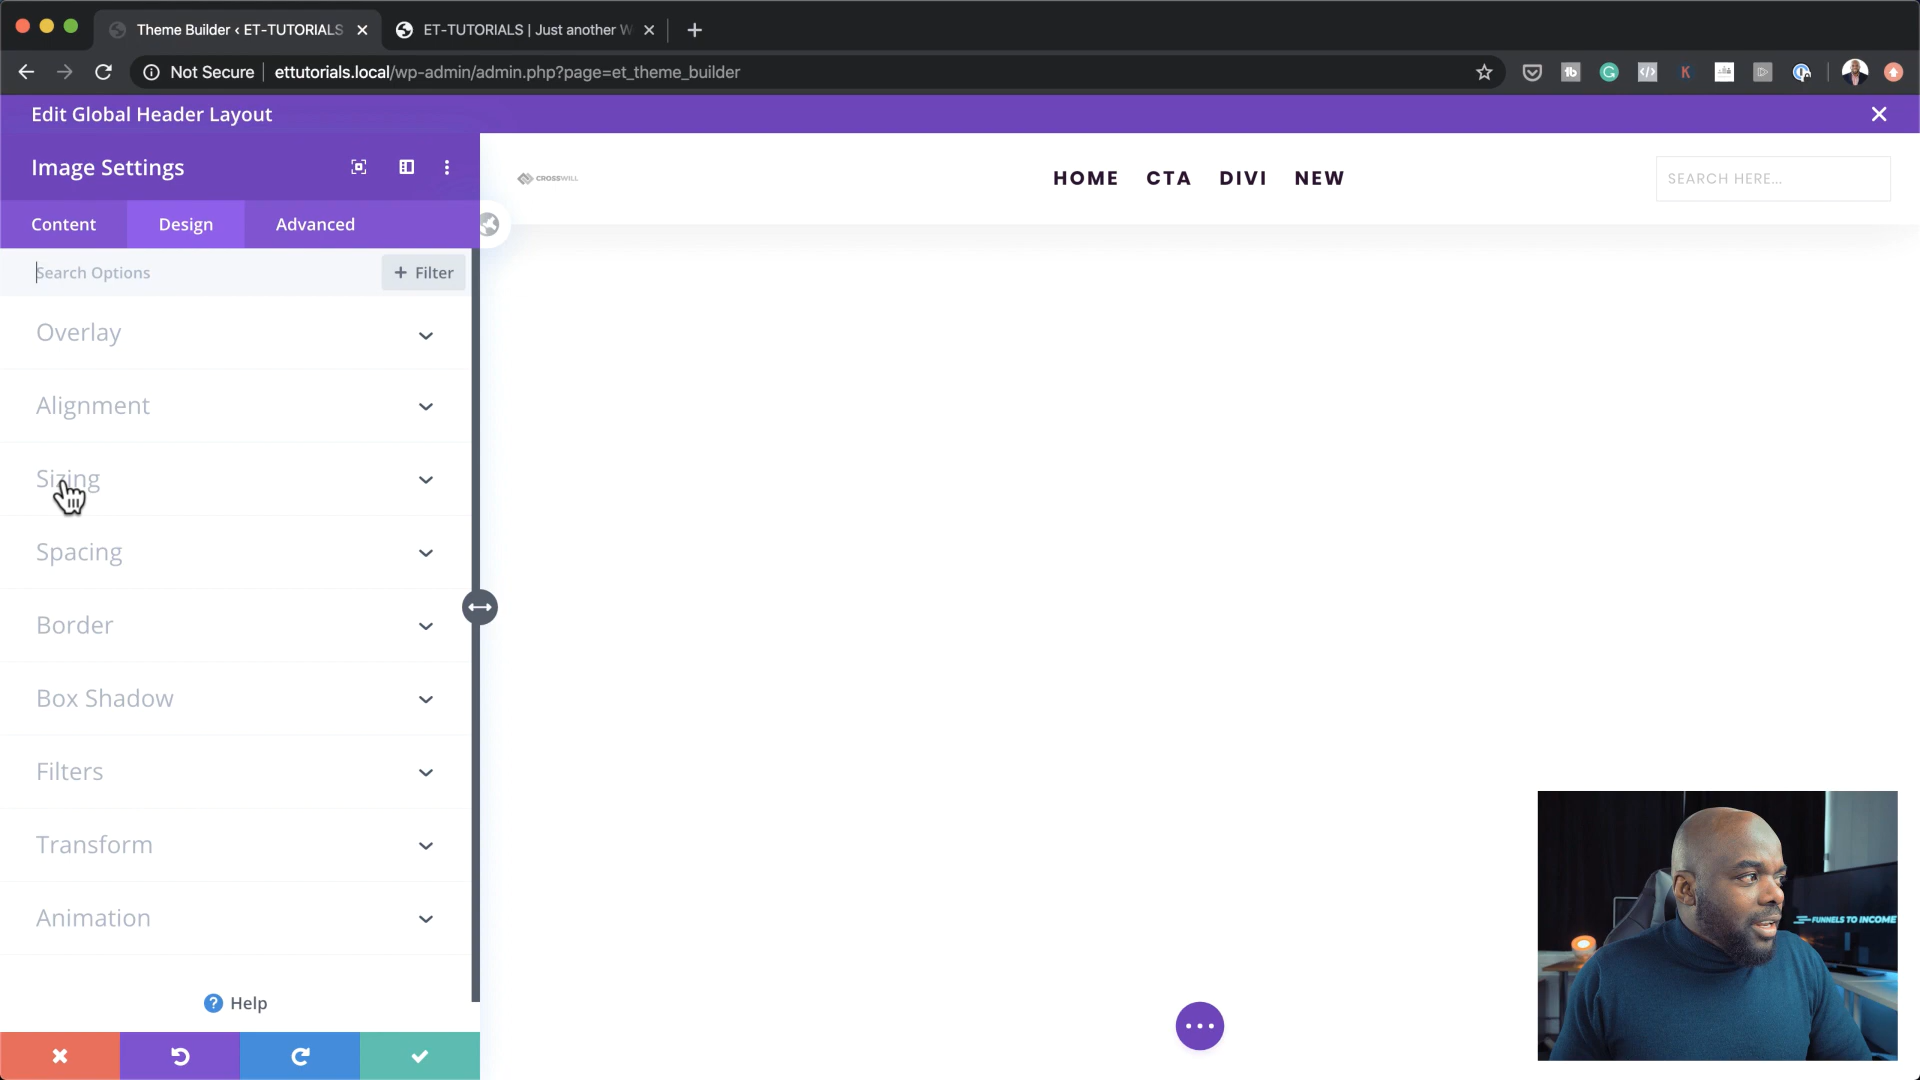 Theme Builder ‹ ET-TUTORIALS
ET-TUTORIALS | Just another W
Not Secure
ettutorials.local/wp-admin/admin.php?page=et_theme_builder
Edit Global Header Layout
Image Settings
Content
Design
Advanced
Search Options
+ Filter
Overlay
Alignment
Sizing
Spacing
Border
Box Shadow
Filters
Transform
Animation
? Help
CROSSWILL
HOME
CTA
DIVI
NEW
SEARCH HERE...
FUNNELS TO INCOME